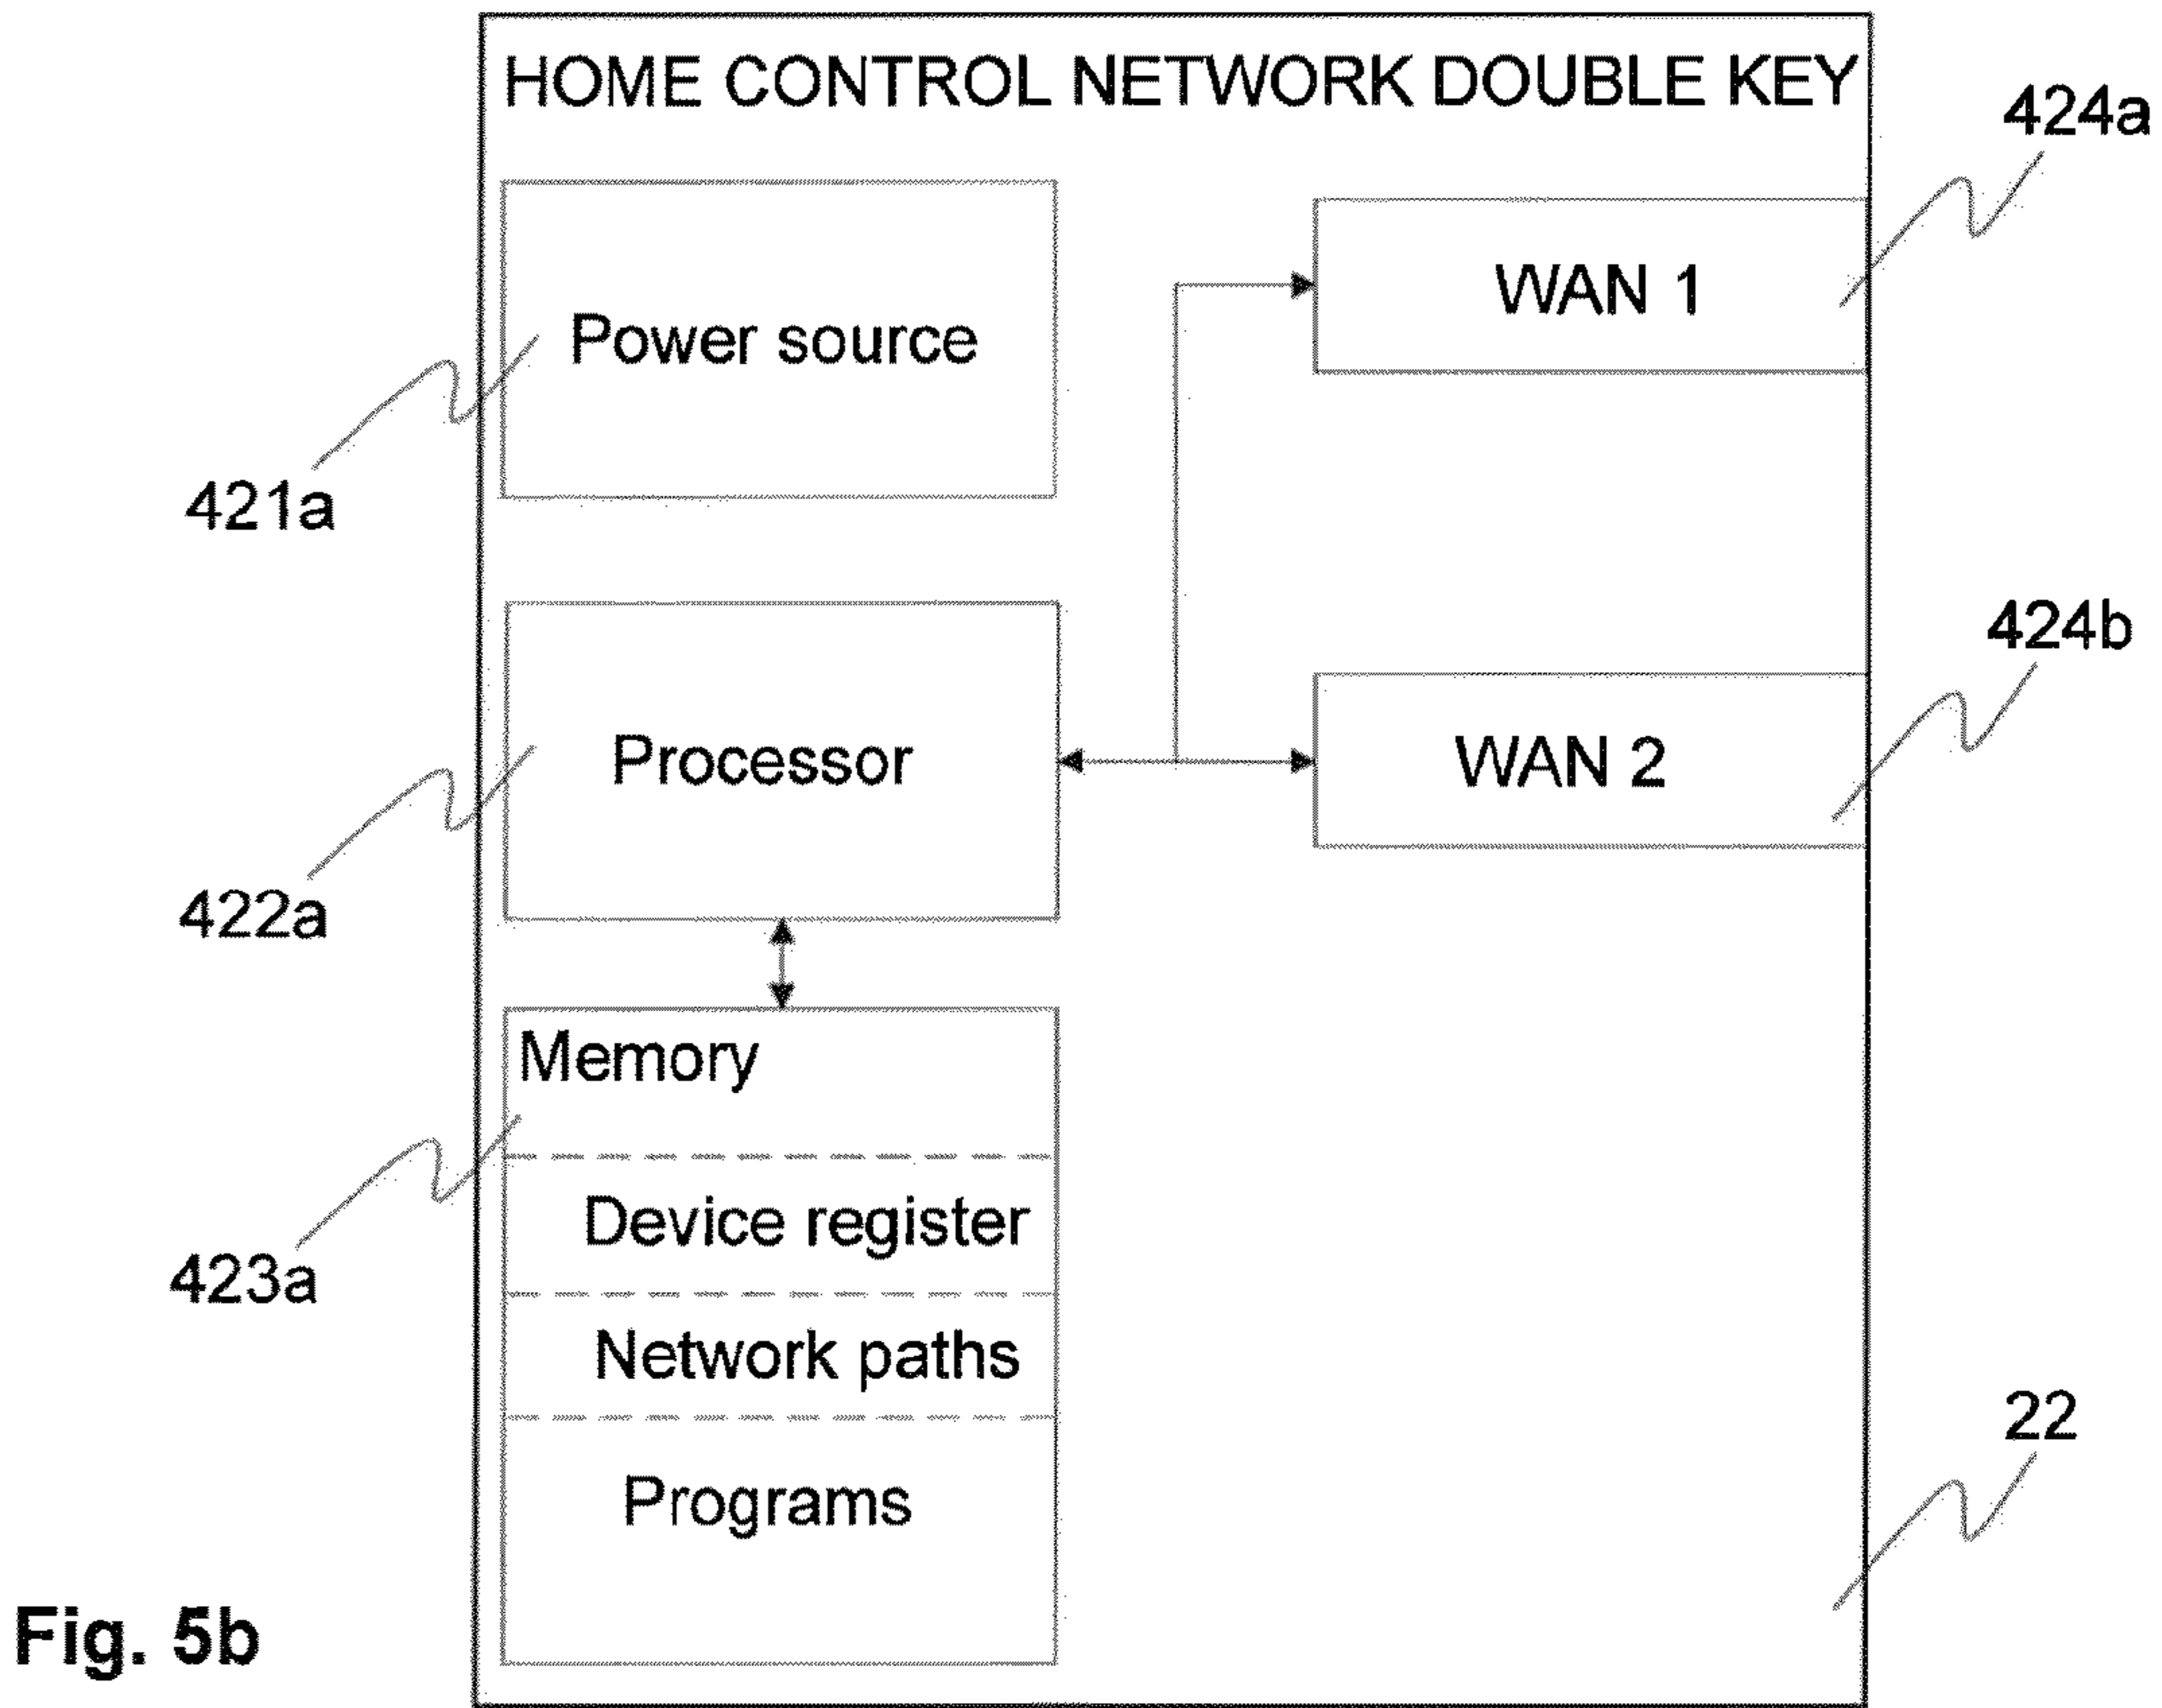 HOME CONTROL NETWORK DOUBLE KEY
424a
Power source
WAN 1
421a
424b
Processor
WAN 2
422a
Memory
Device register
423a
Network paths
22
Programs
Fig. 5b